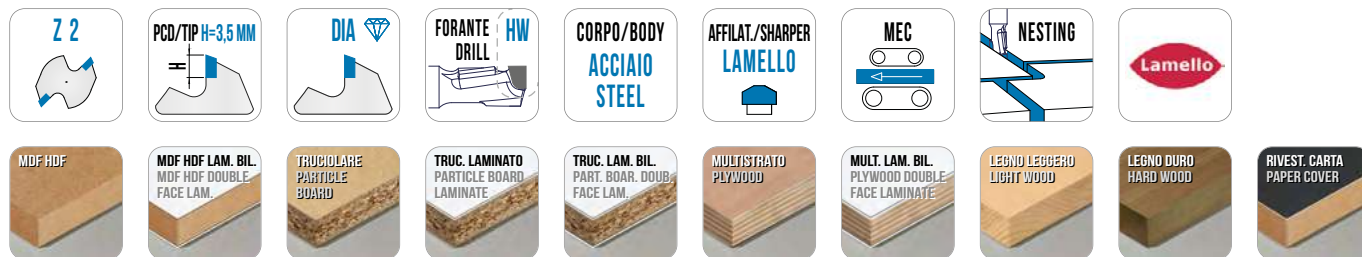 Z 2
PCD/TIP H=3,5 MM
H
DIA
FORANTE HW
DRILL
CORPO/BODY
ACCIAIO
STEEL
AFFILAT./SHARPER
LAMELLO
MEC
NESTING
Lamello
MDF HDF
MDF HDF LAM. BIL.
MDF HDF DOUBLE
FACE LAM.
TRUCIOLARE
PARTICLE
BOARD
TRUC. LAMINATO
PARTICLE BOARD
LAMINATE
TRUC. LAM. BIL.
PART. BOAR. DOUB.
FACE LAM.
MULTISTRATO
PLYWOOD
MULT. LAM. BIL.
PLYWOOD DOUBLE
FACE LAMINATE
LEGNO LEGGERO
LIGHT WOOD
LEGNO DURO
HARD WOOD
RIVEST. CARTA
PAPER COVER